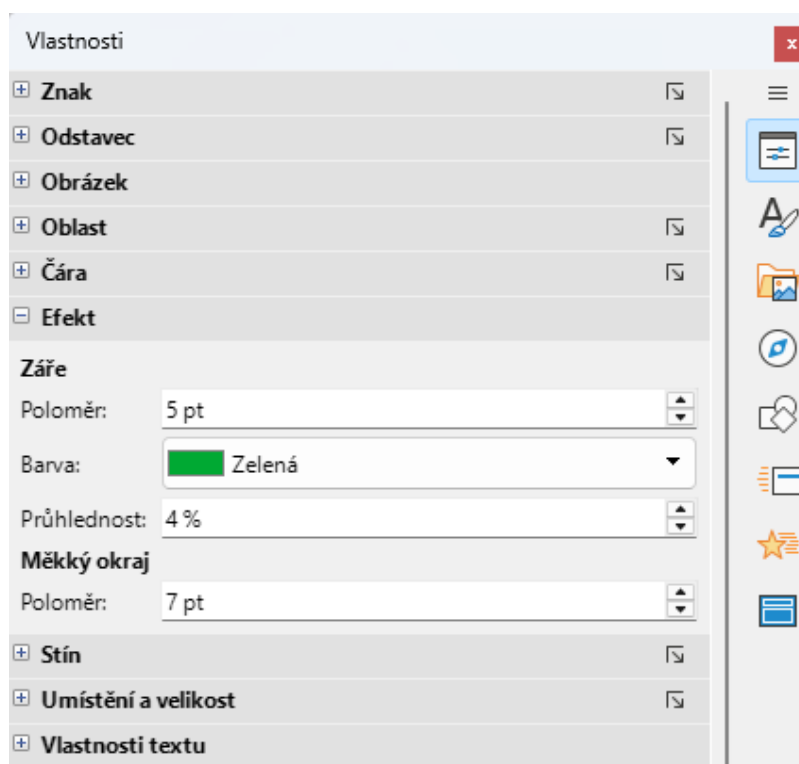 Vlastnosti
x
Znak
Odstavec
Obrázek
Oblast
Čára
Efekt
Záře
Poloměr: 5 pt
Barva: Zelená
Průhlednost: 4 %
Měkký okraj
Poloměr: 7 pt
Stín
Umístění a velikost
Vlastnosti textu